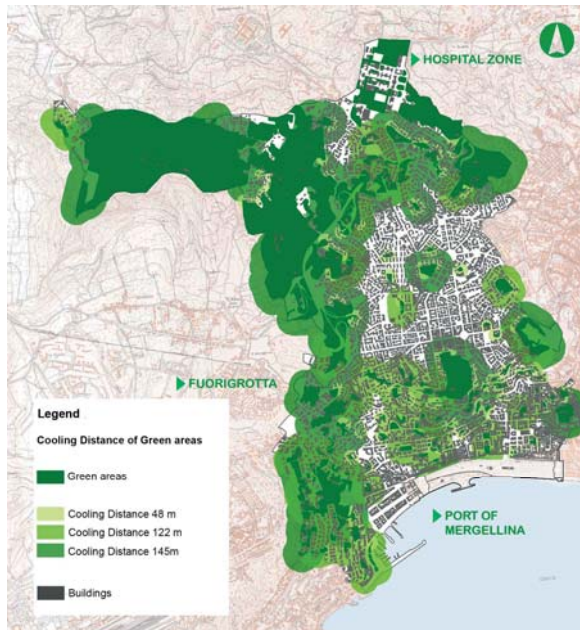 HOSPITAL ZONE
FUORIGROTTA
Legend
Cooling Distance of Green areas
Green areas
Cooling Distance 48 m
Cooling Distance 122 m
Cooling Distance 145m
Buildings
PORT OF
MERGELLINA